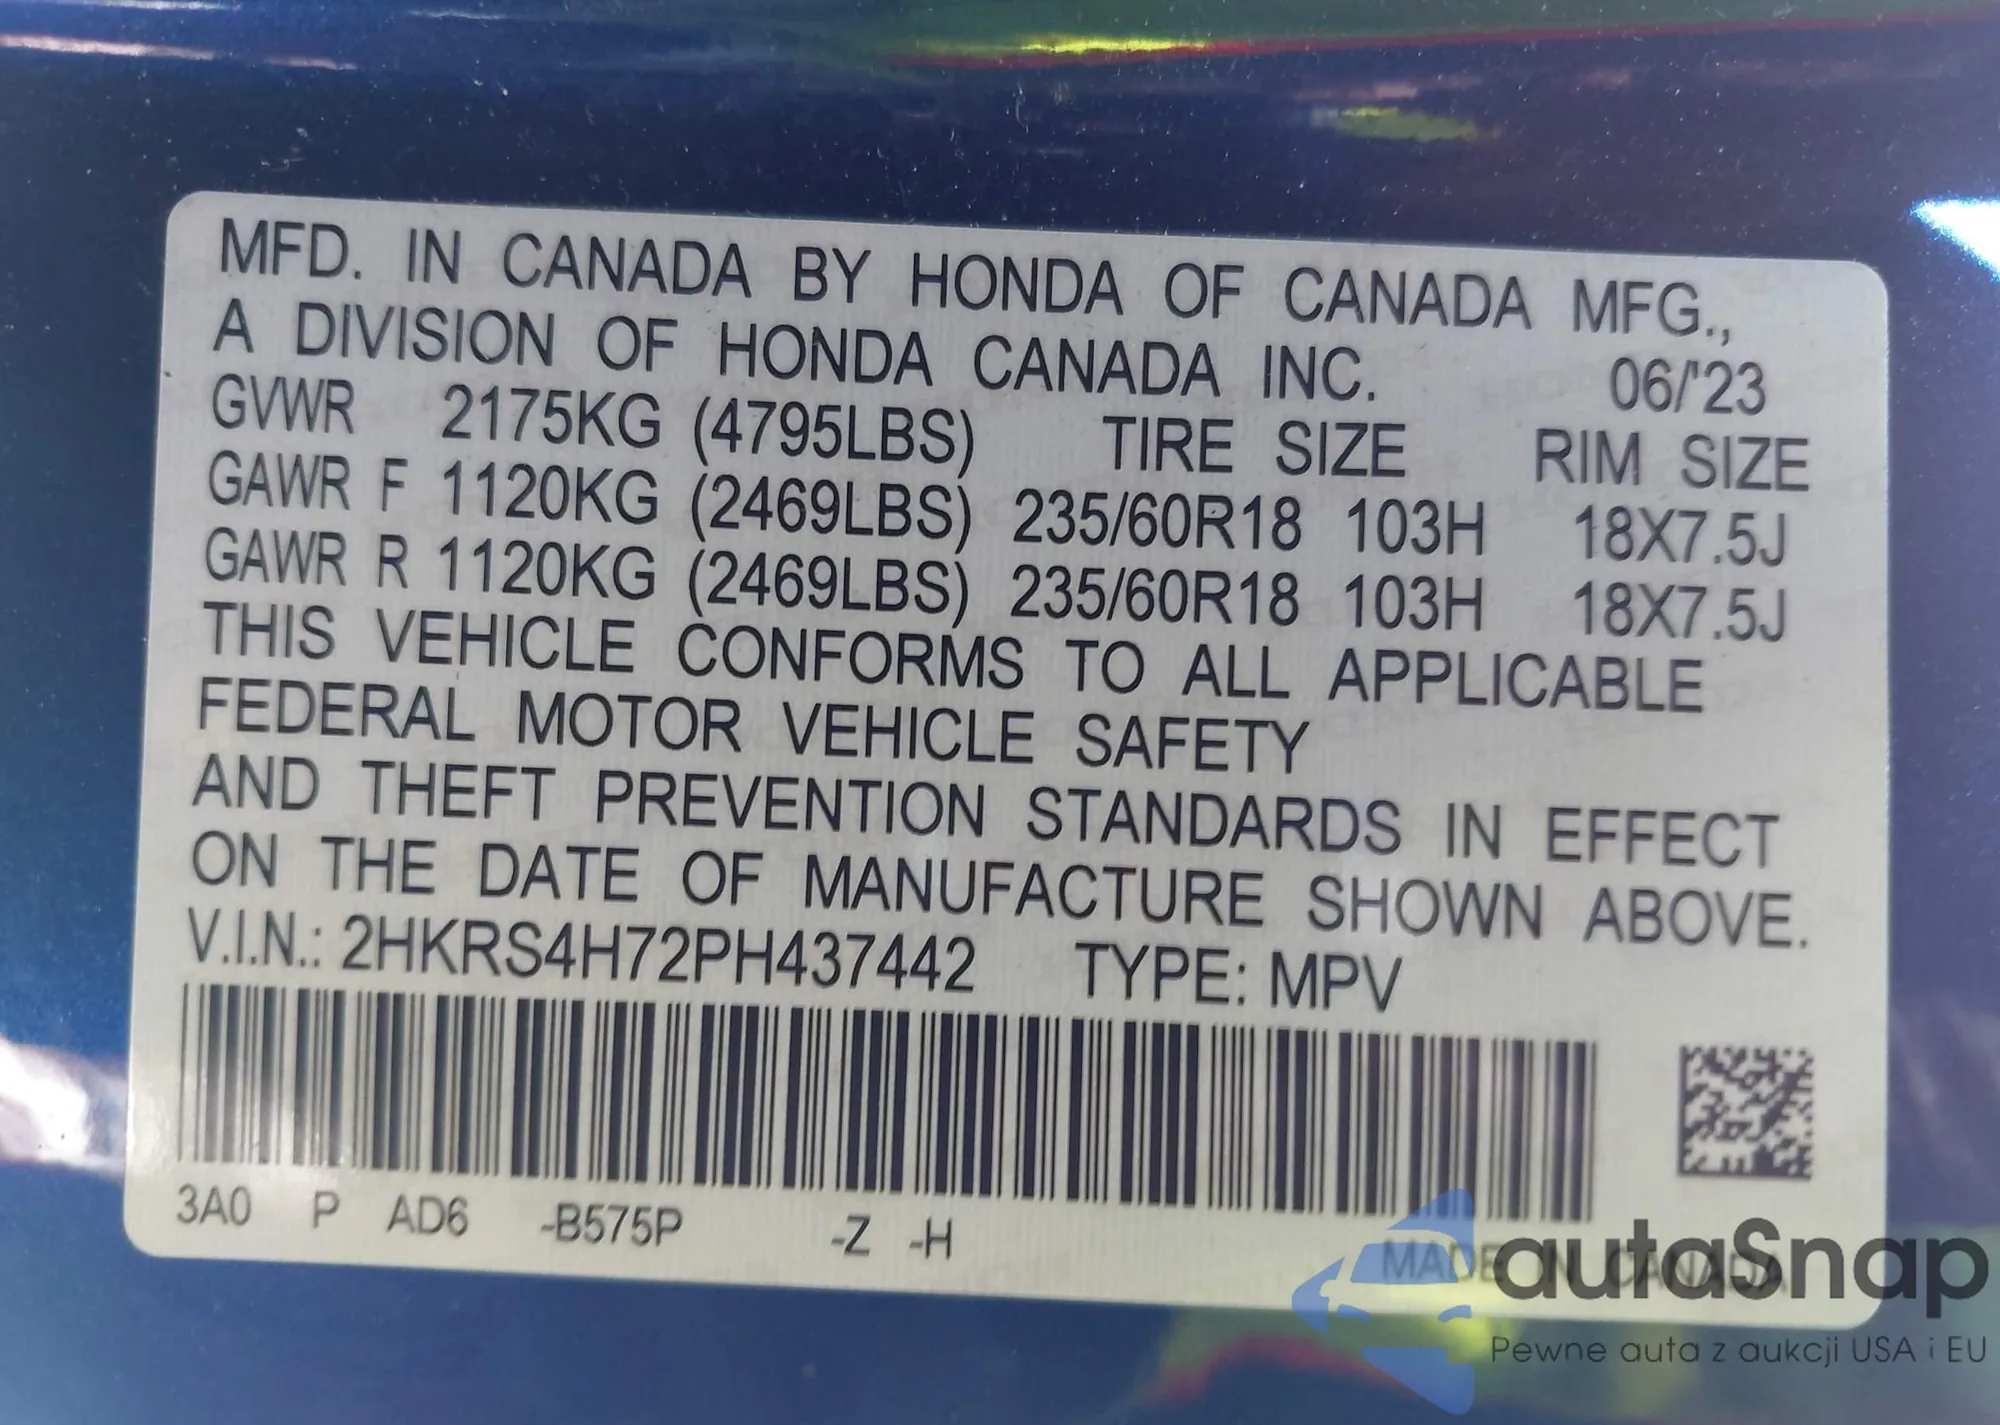 MFD. IN CANADA BY HONDA OF CANADA MFG.,
A DIVISION OF HONDA CANADA INC. 06/'23
GVWR 2175KG (4795LBS) TIRE SIZE RIM SIZE
GAWR F 1120KG (2469LBS) 235/60R18 103H 18X7.5J
GAWR R 1120KG (2469LBS) 235/60R18 103H 18X7.5J
THIS VEHICLE CONFORMS TO ALL APPLICABLE
FEDERAL MOTOR VEHICLE SAFETY
AND THEFT PREVENTION STANDARDS IN EFFECT
ON THE DATE OF MANUFACTURE SHOWN ABOVE.
V.I.N.: 2HKRS4H72PH437442 TYPE: MPV
3A0 P AD6 -B575P -Z -H
MADE IN CANADA
autaSnap
Pewne auta z aukcji USA i EU